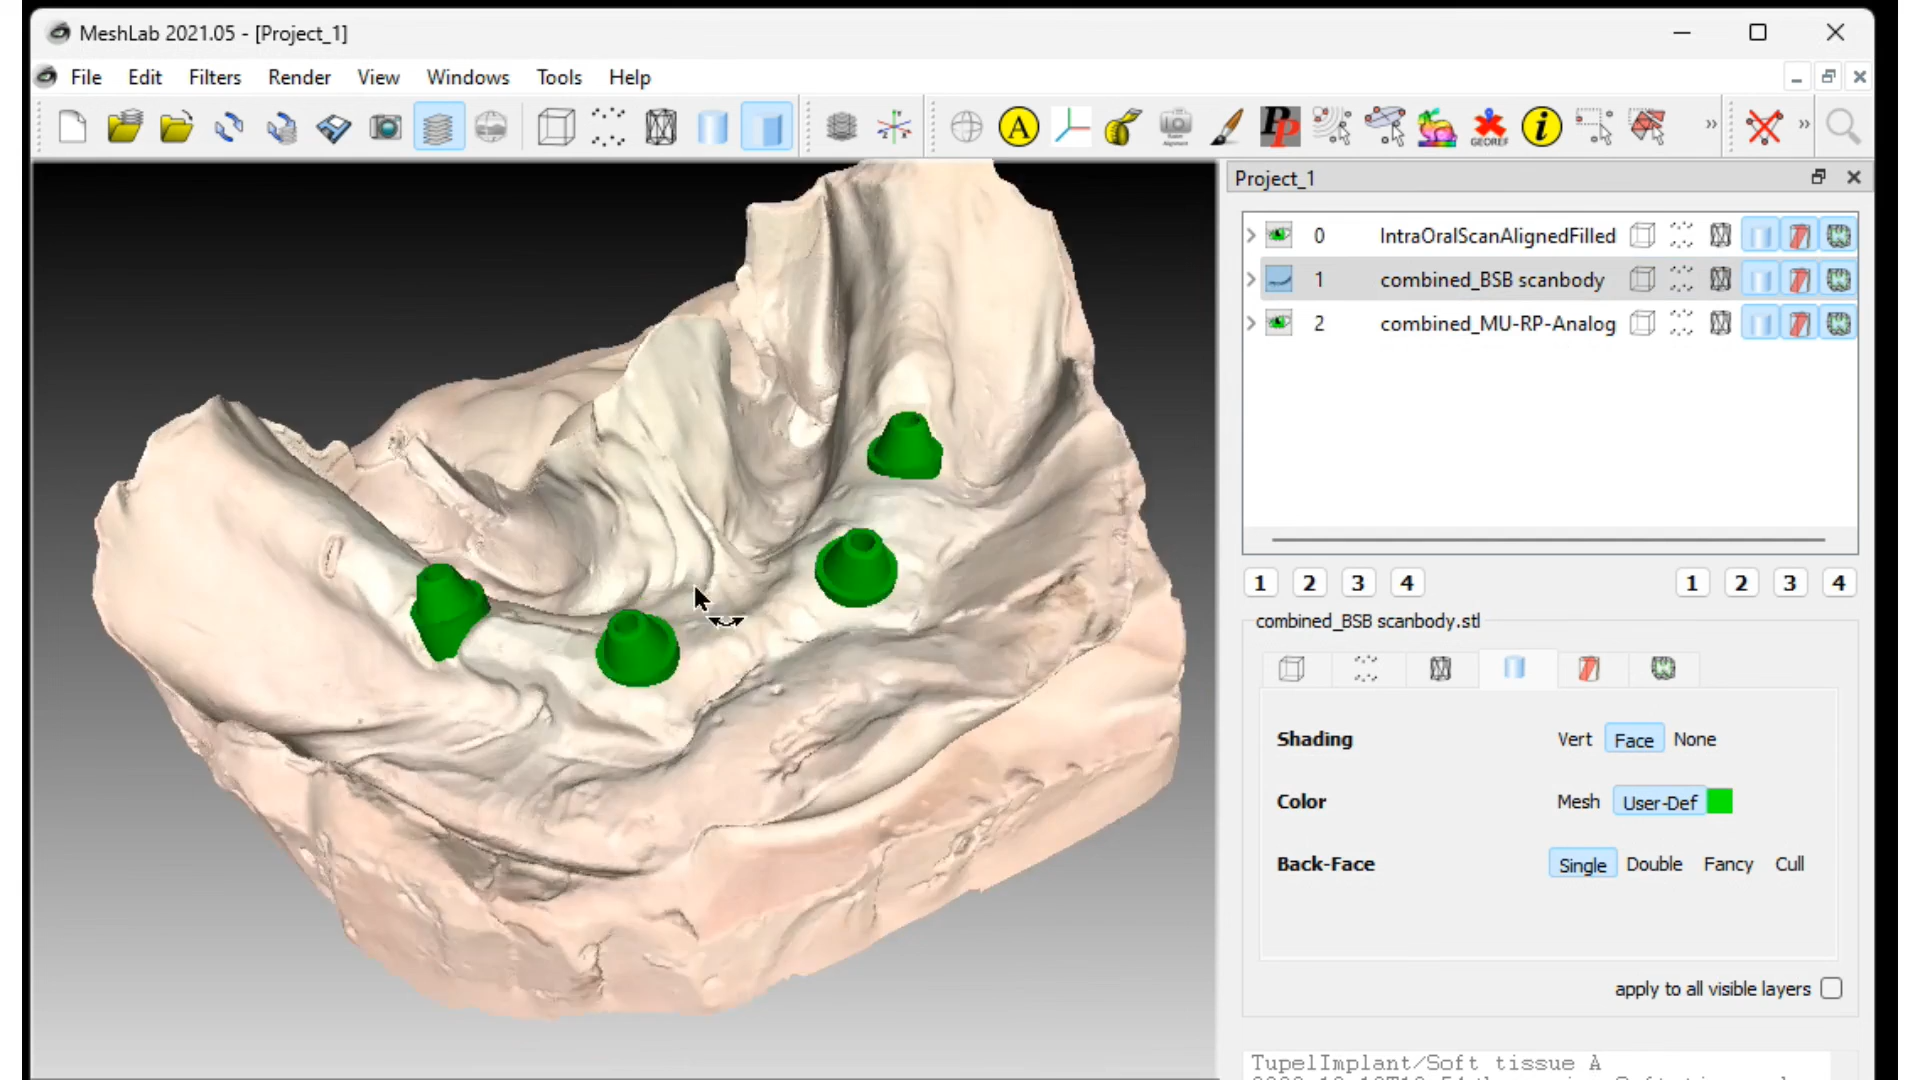 MeshLab 2021.05 - [Project_1]
File Edit Filters Render View Windows Tools Help
A PP GEOREF i » »
Project_1
0 IntraOralScanAlignedFilled
1 combined_BSB scanbody
2 combined_MU-RP-Analog
1 2 3 4 1 2 3 4
combined_BSB scanbody.stl
Shading Vert Face None
Color Mesh User-Def
Back-Face Single Double Fancy Cull
apply to all visible layers
TupelImplant/Soft tissue A